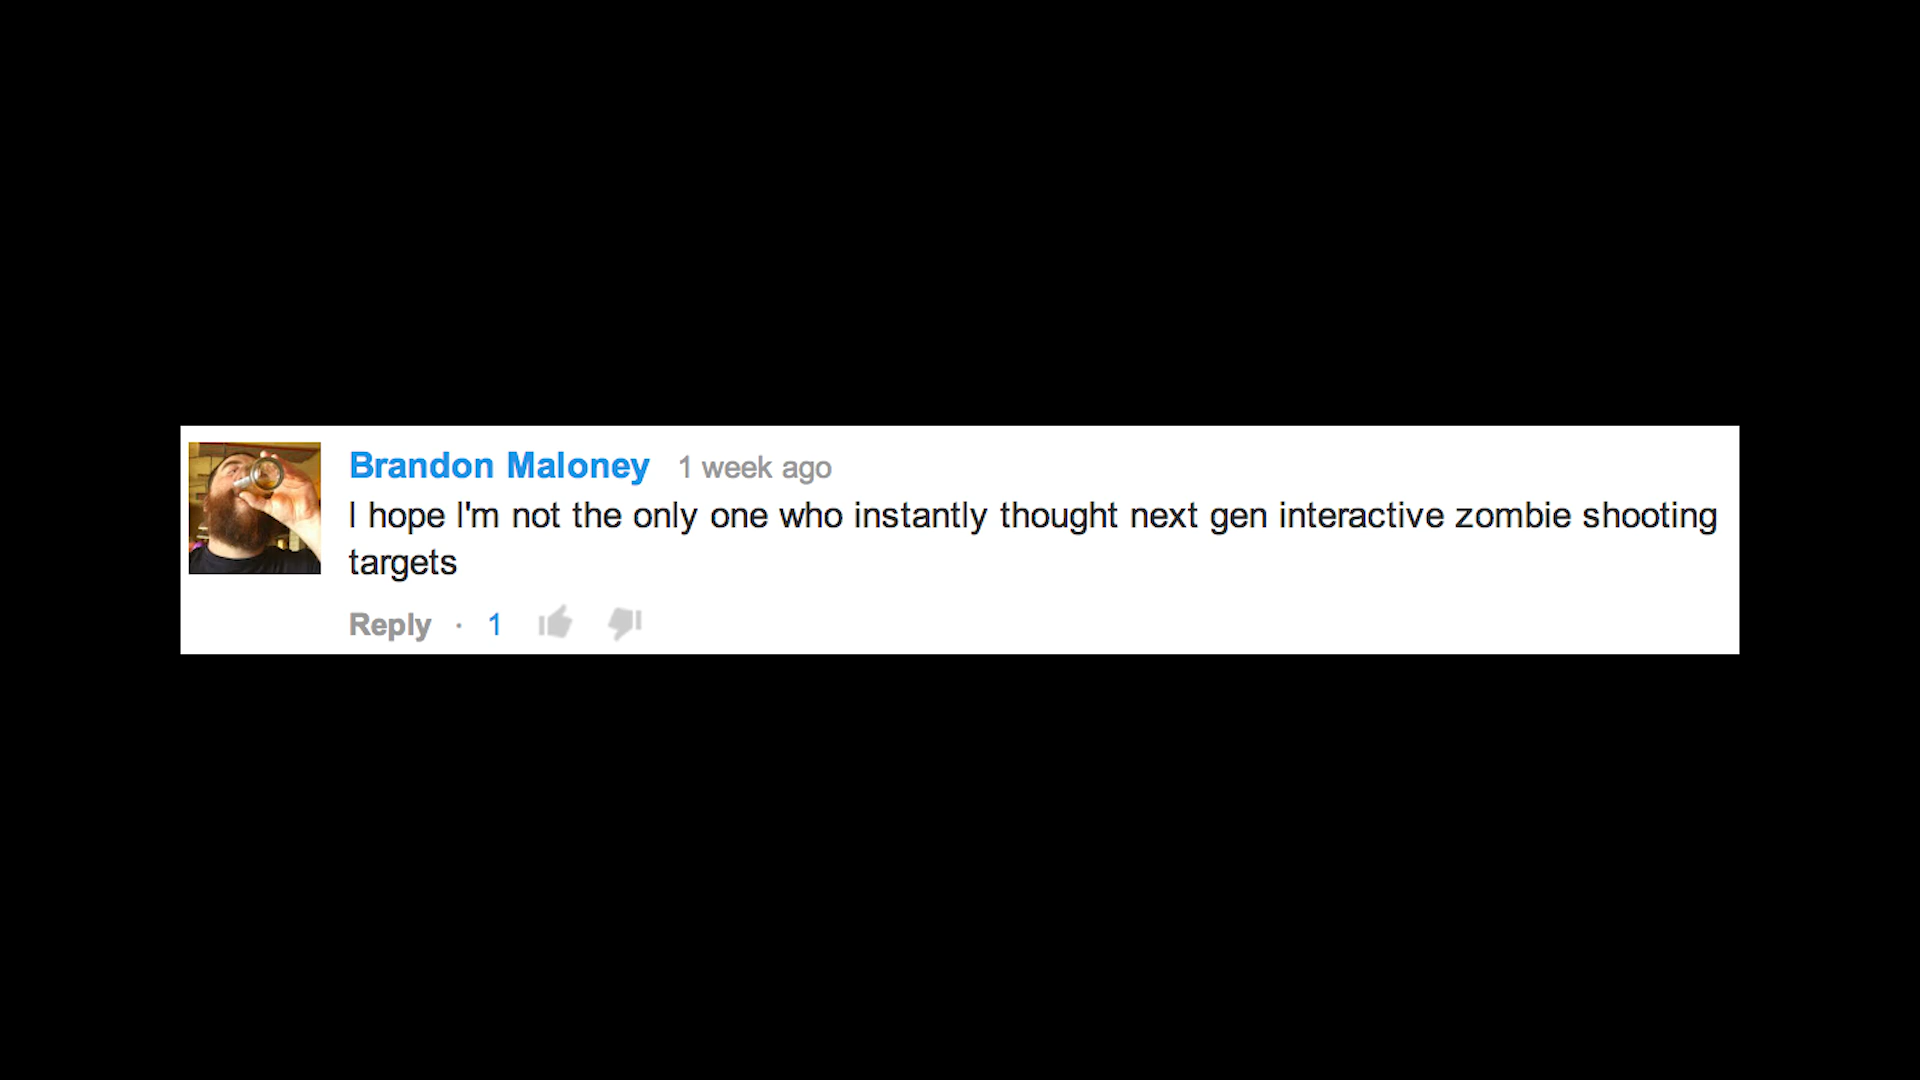 Brandon Maloney 1 week ago
I hope I'm not the only one who instantly thought next gen interactive zombie shooting
targets
Reply · 1